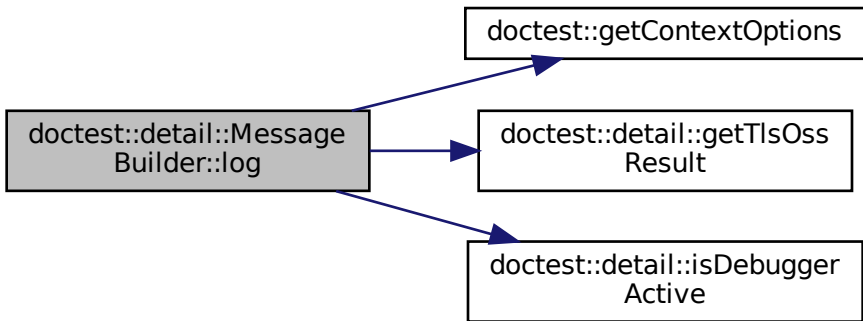 doctest::detail::Message
Builder::log
doctest::getContextOptions
doctest::detail::getTlsOss
Result
doctest::detail::isDebugger
Active